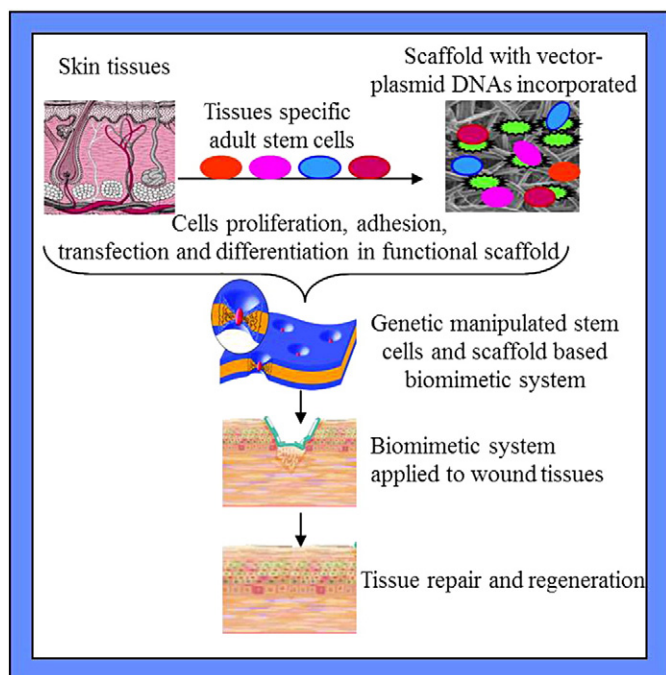 Skin tissues
Scaffold with vector-
plasmid DNAs incorporated
Tissues specific
adult stem cells
Cells proliferation, adhesion,
transfection and differentiation in functional scaffold
Genetic manipulated stem
cells and scaffold based
biomimetic system
Biomimetic system
applied to wound tissues
Tissue repair and regeneration